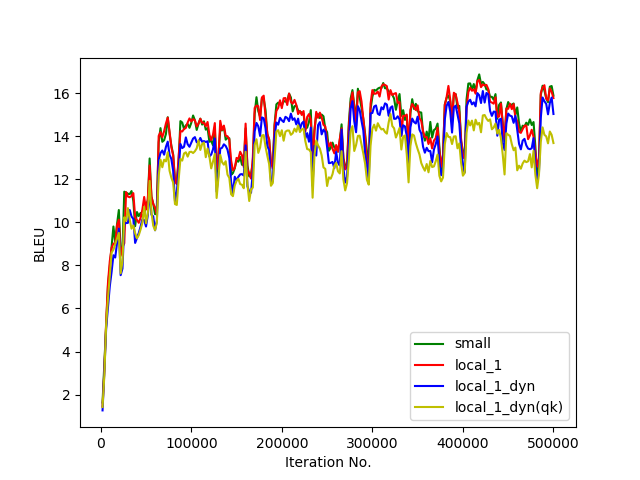 16
14
12
10
8
6
4
2
BLEU
small
local_1
local_1_dyn
local_1_dyn(qk)
0 100000 200000 300000 400000 500000
Iteration No.